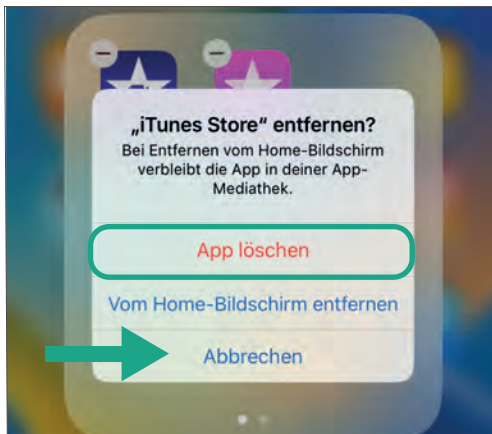 „iTunes Store“ entfernen?
Bei Entfernen vom Home-Bildschirm
verbleibt die App in deiner App-
Mediathek.
App löschen
Vom Home-Bildschirm entfernen
Abbrechen